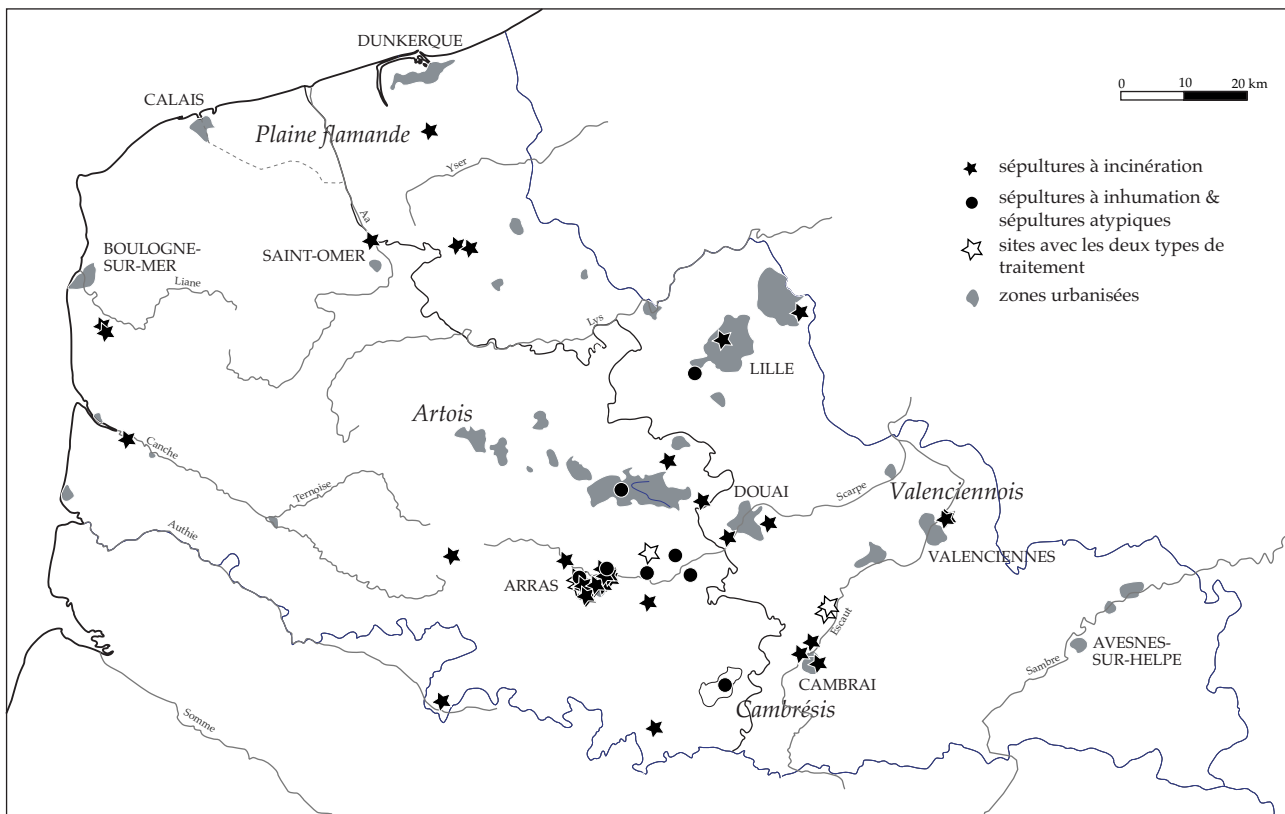 DUNKERQUE
0 10 20 km
CALAIS
Plaine flamande
Yser
sépultures à incinération
sépultures à inhumation &
sépultures atypiques
sites avec les deux types de
traitement
zones urbanisées
Aa
BOULOGNE-
SUR-MER
SAINT-OMER
Liane
Lys
LILLE
Artois
Canche
Ternoise
DOUAI
Scarpe
Valenciennois
Authie
VALENCIENNES
ARRAS
Escaut
AVESNES-
SUR-HELPE
Sambre
CAMBRAI
Cambrésis
Somme